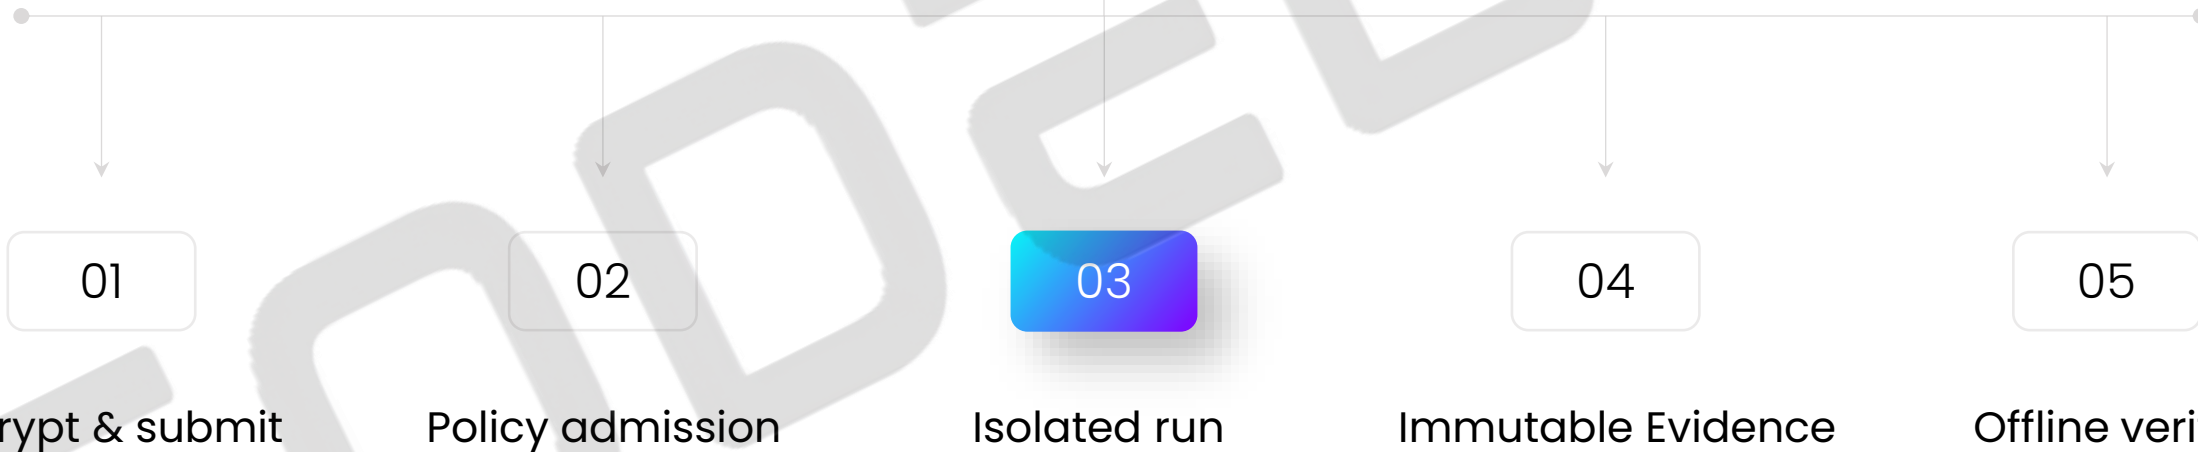 01 02 03 04 05
rypt & submit Policy admission Isolated run Immutable Evidence Offline veri